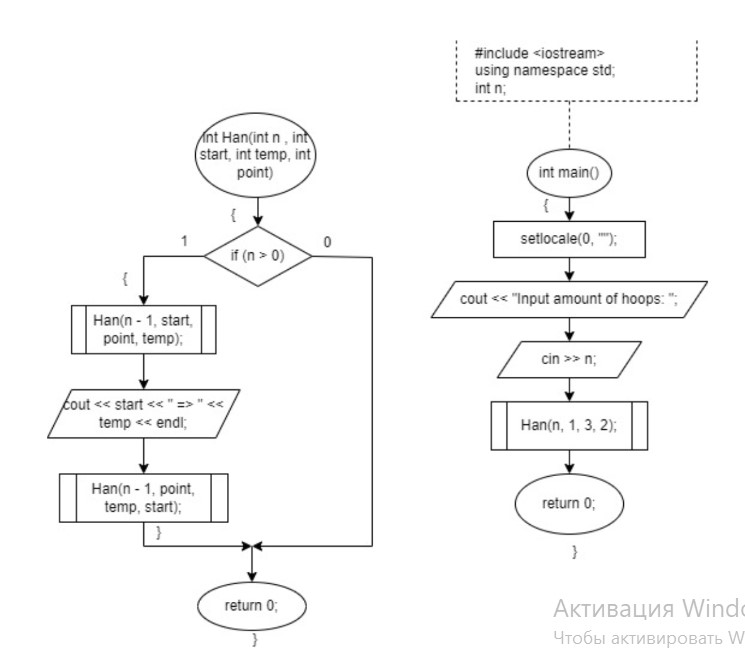 #include <iostream>
using namespace std;
int n;
int Han(int n , int
start, int temp, int
point)
{
if (n > 0)
1
0
{
Han(n - 1, start,
point, temp);
cout << start << " => " <<
temp << endl;
Han(n - 1, point,
temp, start);
}
return 0;
}
int main()
{
setlocale(0, "");
cout << "Input amount of hoops: ";
cin >> n;
Han(n, 1, 3, 2);
return 0;
}
Активация
Чтобы активировать W